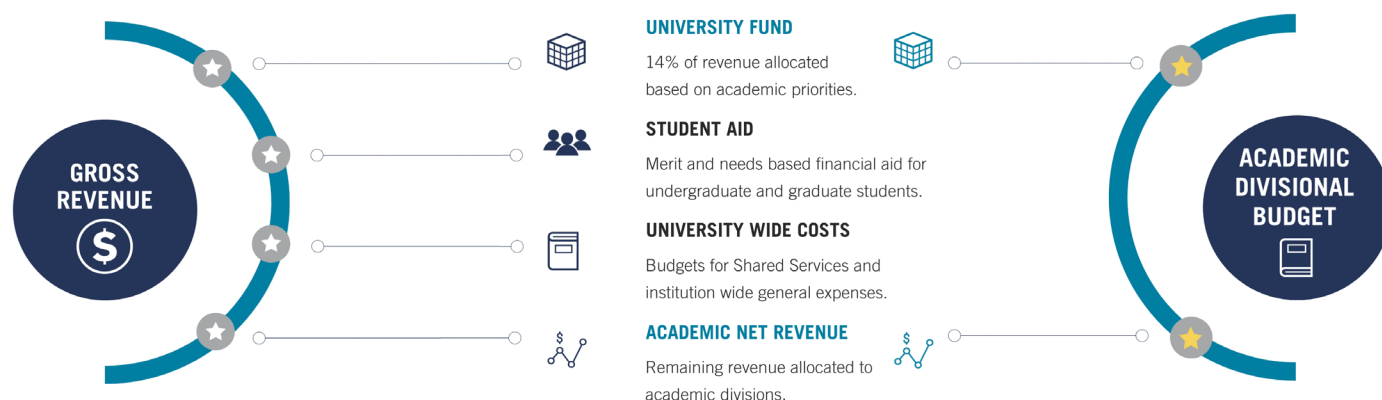 GROSS
REVENUE
$
UNIVERSITY FUND
14% of revenue allocated
based on academic priorities.
STUDENT AID
Merit and needs based financial aid for
undergraduate and graduate students.
UNIVERSITY WIDE COSTS
Budgets for Shared Services and
institution wide general expenses.
$
ACADEMIC NET REVENUE
$
Remaining revenue allocated to
academic divisions.
ACADEMIC
DIVISIONAL
BUDGET